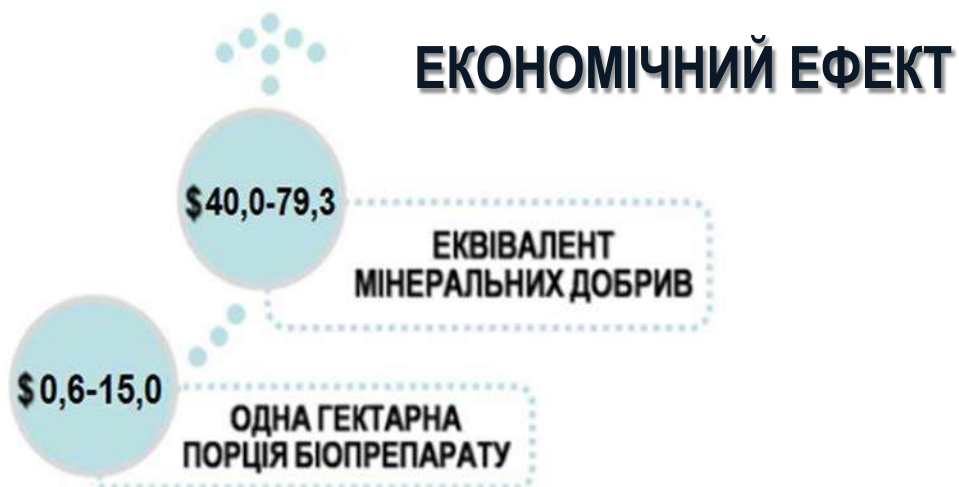 ЕКОНОМІЧНИЙ ЕФЕКТ
$40,0-79,3
ЕКВІВАЛЕНТ
МІНЕРАЛЬНИХ ДОБРИВ
$0,6-15,0
ОДНА ГЕКТАРНА
ПОРЦІЯ БІОПРЕПАРАТУ